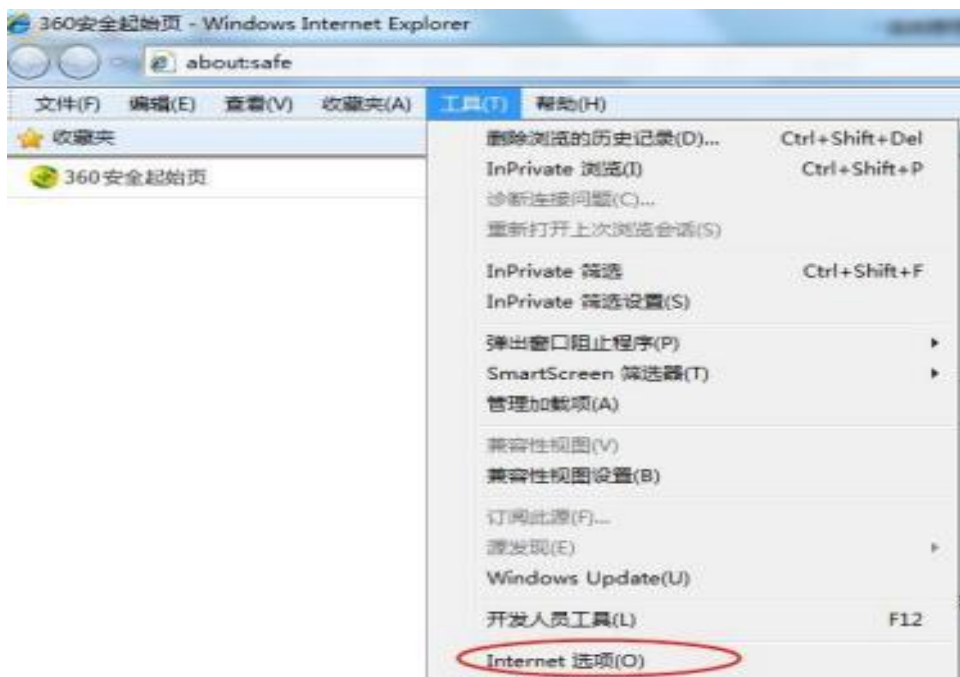 360安全起始页 - Windows Internet Explorer
about:safe
文件(F) 编辑(E) 查看(V) 收藏夹(A) 工具(T) 帮助(H)
收藏夹
360安全起始页
删除浏览的历史记录(D)... Ctrl+Shift+Del
InPrivate 浏览(I) Ctrl+Shift+P
诊断连接问题(C)...
重新打开上次浏览会话(S)
InPrivate 筛选 Ctrl+Shift+F
InPrivate 筛选设置(S)
弹出窗口阻止程序(P)
SmartScreen 筛选器(T)
管理加载项(A)
兼容性视图(V)
兼容性视图设置(B)
订阅此源(F)...
源发现(E)
Windows Update(U)
开发人员工具(L) F12
Internet 选项(O)